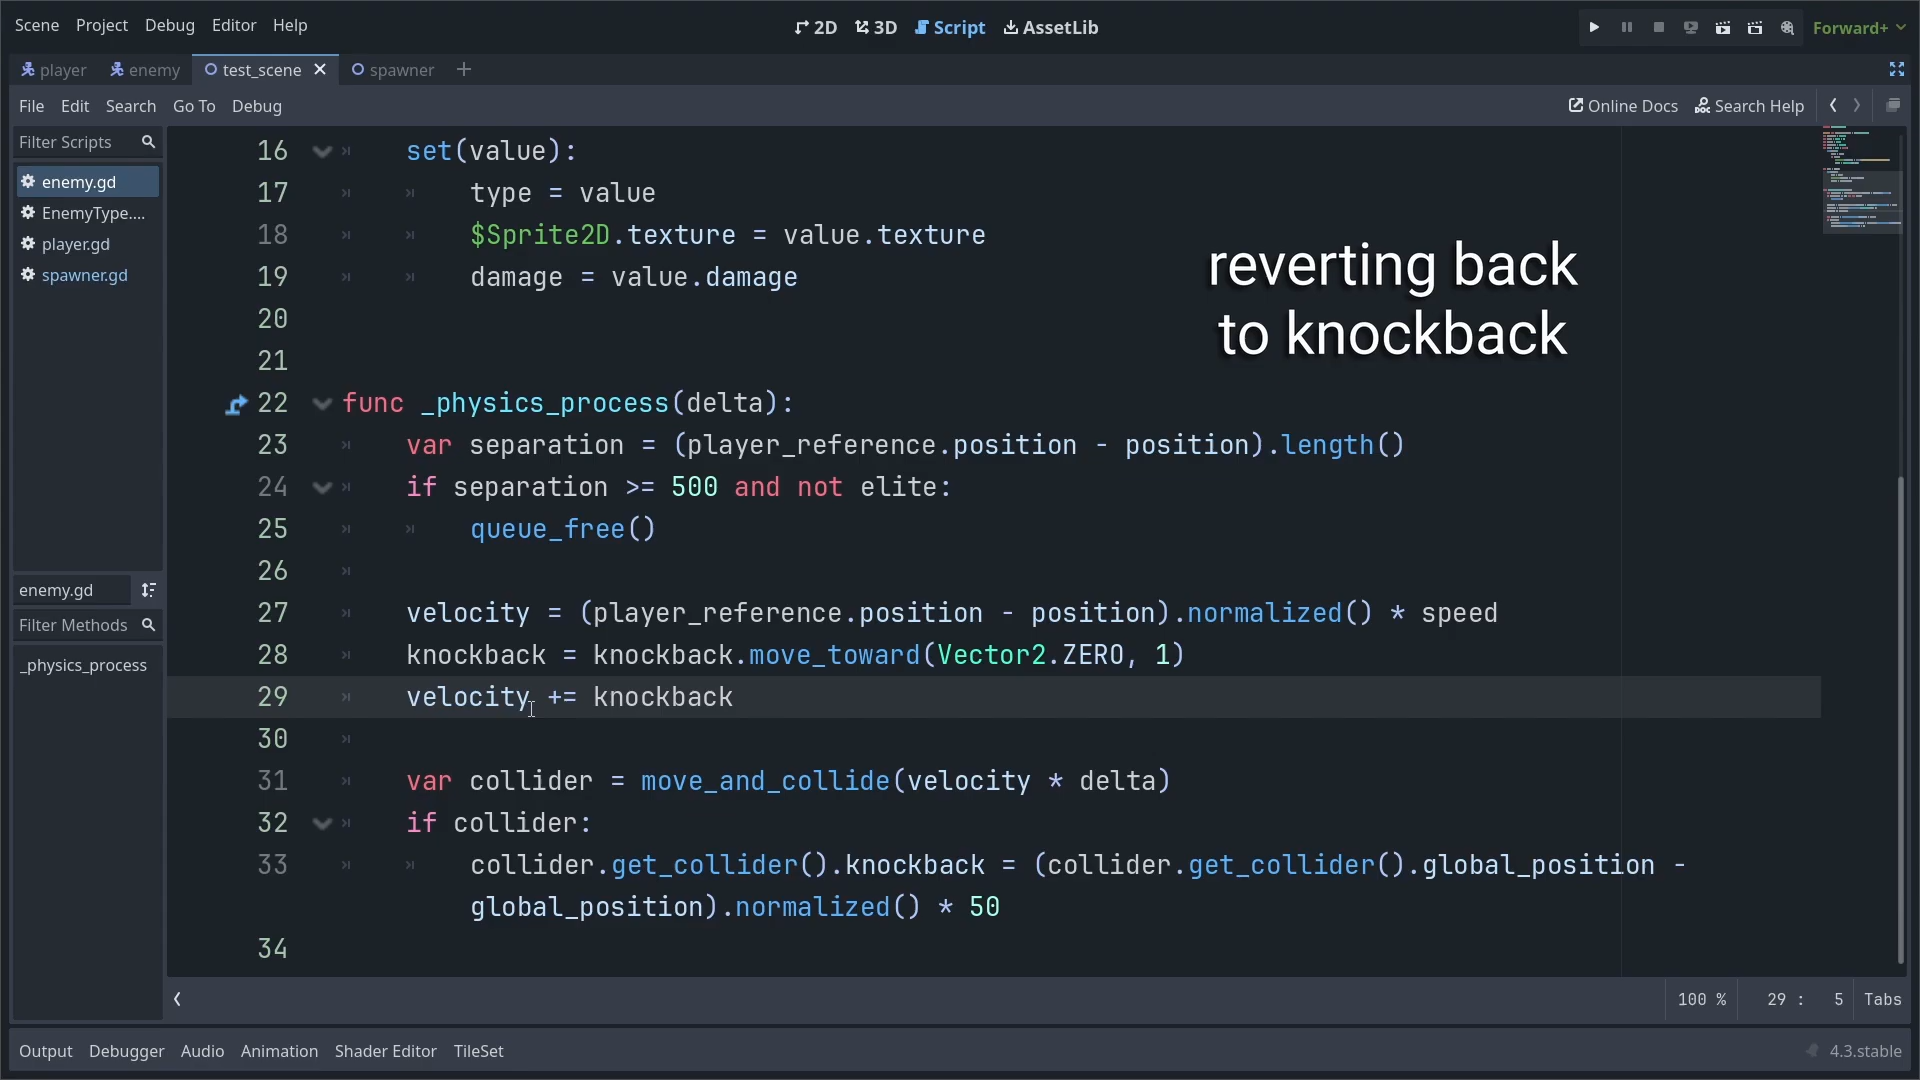 Scene Project Debug Editor Help
2D 3D Script AssetLib
Forward+
player enemy test_scene spawner
File Edit Search Go To Debug
Online Docs Search Help
Filter Scripts
enemy.gd
EnemyType....
player.gd
spawner.gd
enemy.gd
Filter Methods
_physics_process
16 set(value):
17 type = value
18 $Sprite2D.texture = value.texture
19 damage = value.damage
20
21
22 func _physics_process(delta):
23 var separation = (player_reference.position - position).length()
24 if separation >= 500 and not elite:
25 queue_free()
26
27 velocity = (player_reference.position - position).normalized() * speed
28 knockback = knockback.move_toward(Vector2.ZERO, 1)
29 velocity += knockback
30
31 var collider = move_and_collide(velocity * delta)
32 if collider:
33 collider.get_collider().knockback = (collider.get_collider().global_position -
global_position).normalized() * 50
34
reverting back
to knockback
100 % 29 : 5 Tabs
Output Debugger Audio Animation Shader Editor TileSet
4.3.stable